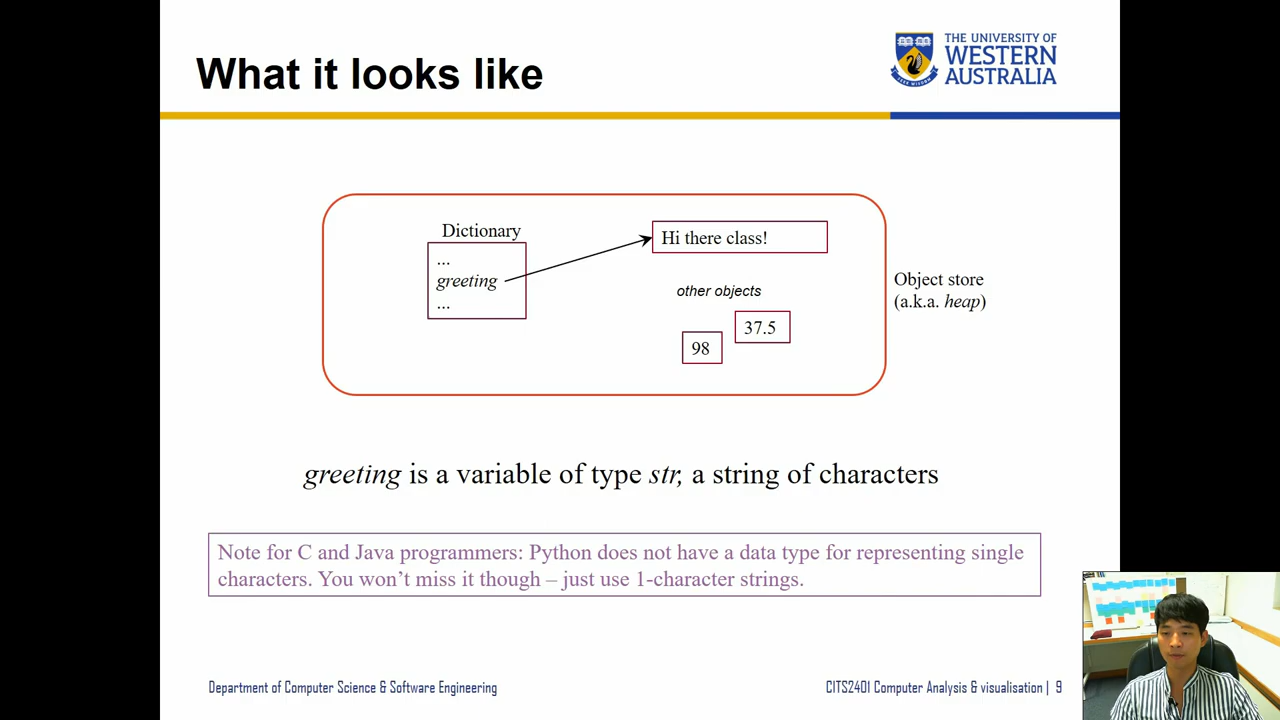 What it looks like
THE UNIVERSITY OF
WESTERN
AUSTRALIA
Dictionary
...
greeting
...
Hi there class!
other objects
37.5
98
Object store
(a.k.a. heap)
greeting is a variable of type str, a string of characters
Note for C and Java programmers: Python does not have a data type for representing single
characters. You won’t miss it though – just use 1-character strings.
Department of Computer Science & Software Engineering
CITS2401 Computer Analysis & visualisation | 9